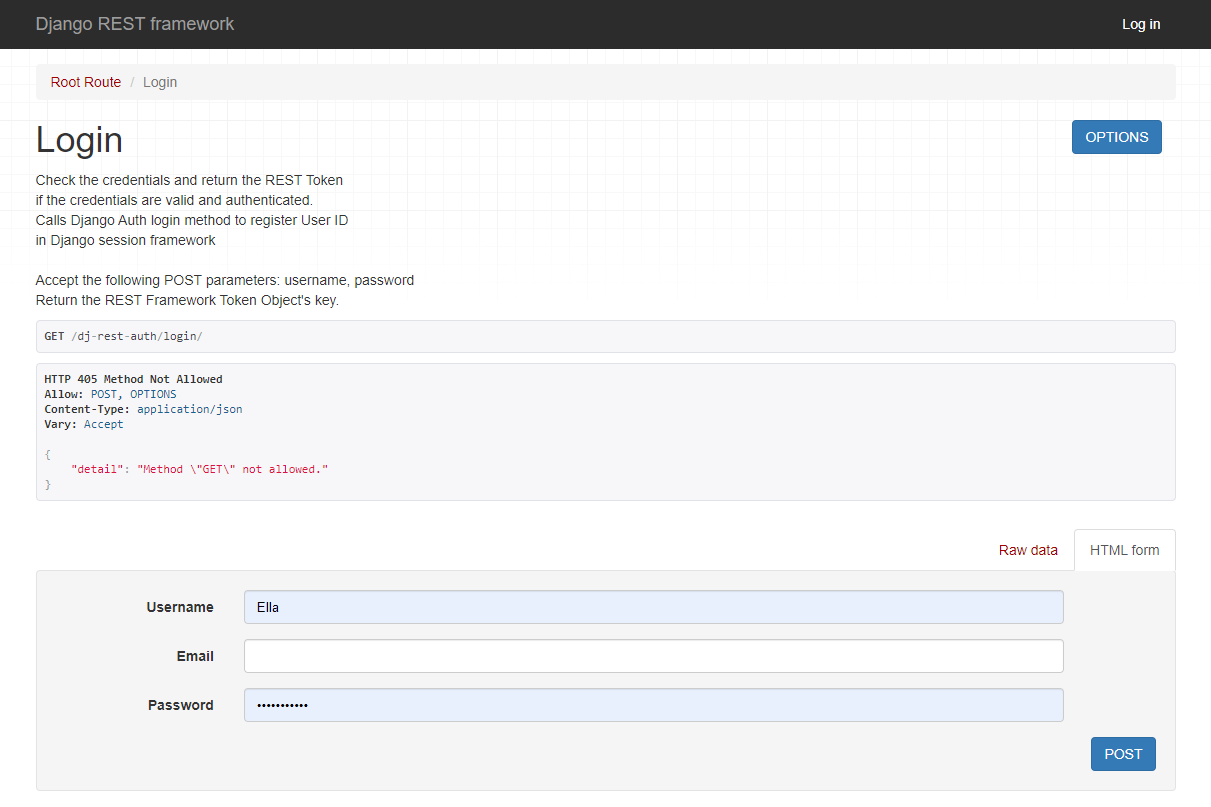 Django REST framework
Log in
Root Route / Login
Login
OPTIONS
Check the credentials and return the REST Token
if the credentials are valid and authenticated.
Calls Django Auth login method to register User ID
in Django session framework
Accept the following POST parameters: username, password
Return the REST Framework Token Object's key.
GET /dj-rest-auth/login/
HTTP 405 Method Not Allowed
Allow: POST, OPTIONS
Content-Type: application/json
Vary: Accept
{
    "detail": "Method \"GET\" not allowed."
}
Raw data
HTML form
Username
Ella
Email
Password
•••••••••••
POST